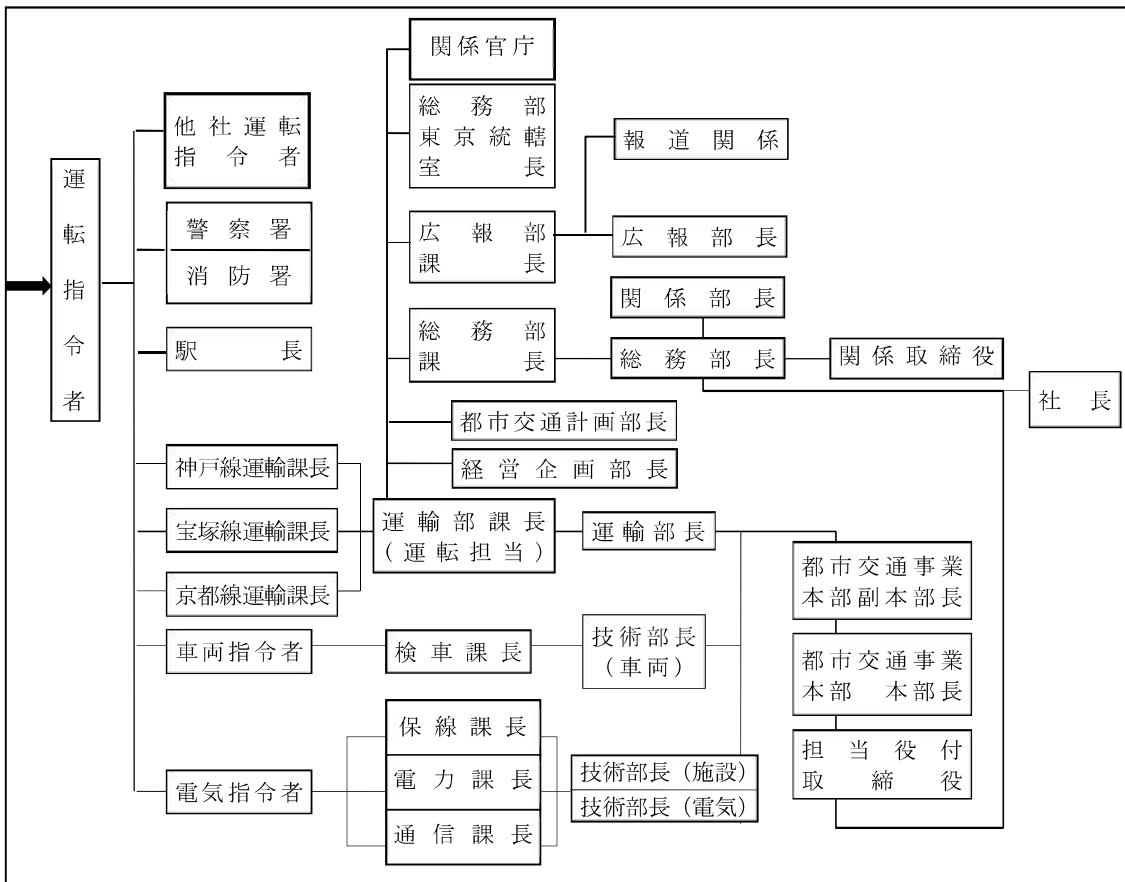 運転指令者
他社運転
指令者
警察署
消防署
駅長
神戸線運輸課長
宝塚線運輸課長
京都線運輸課長
車両指令者
電気指令者
関係官庁
総務部
東京統轄
室長
広報部
課長
総務部
課長
都市交通計画部長
経営企画部長
運輸部課長
(運転担当)
検車課長
保線課長
電力課長
通信課長
報道関係
広報部長
関係部長
総務部長
関係取締役
社長
運輸部長
技術部長
(車両)
技術部長(施設)
技術部長(電気)
都市交通事業
本部副本部長
都市交通事業
本部 本部長
担当役付
取締役